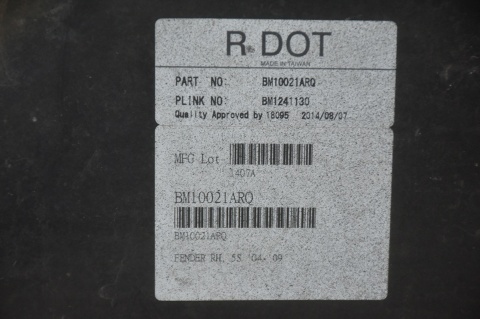 R. DOT
MADE IN TAIWAN
PART NO: BM10021ARQ
PLINK NO: BM1241130
Quality Approved by 18095 2014/08/07
MFG Lot
1407A
BM10021ARQ
BM10021ARQ
FENDER RH, 5S '04-'09